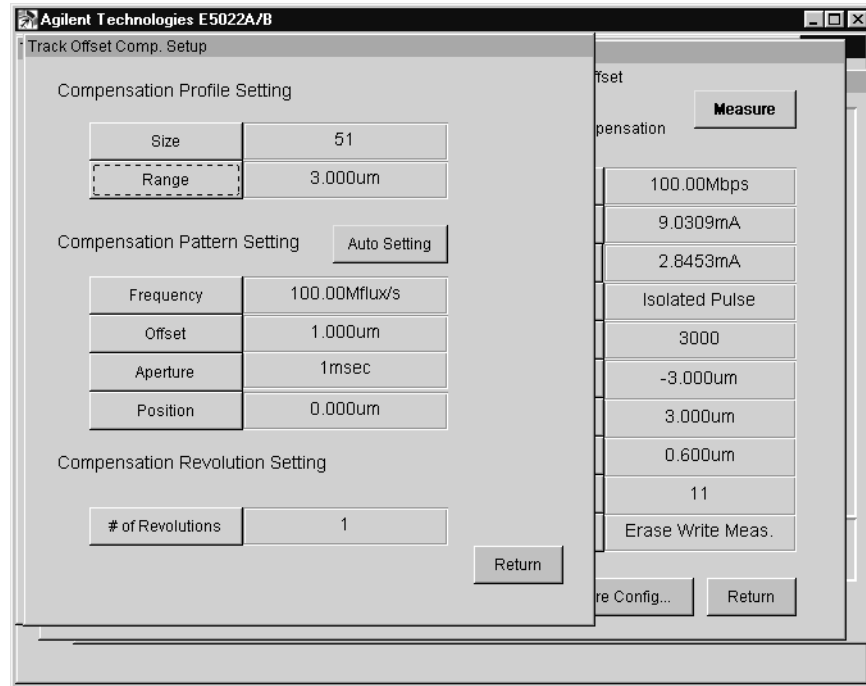 Agilent Technologies E5022A/B
Track Offset Comp. Setup
Compensation Profile Setting
Size 51
Range 3.000um
Compensation Pattern Setting Auto Setting
Frequency 100.00Mflux/s
Offset 1.000um
Aperture 1msec
Position 0.000um
Compensation Revolution Setting
# of Revolutions 1
Return
ffset
Measure
pensation
100.00Mbps
9.0309mA
2.8453mA
Isolated Pulse
3000
-3.000um
3.000um
0.600um
11
Erase Write Meas.
re Config... Return